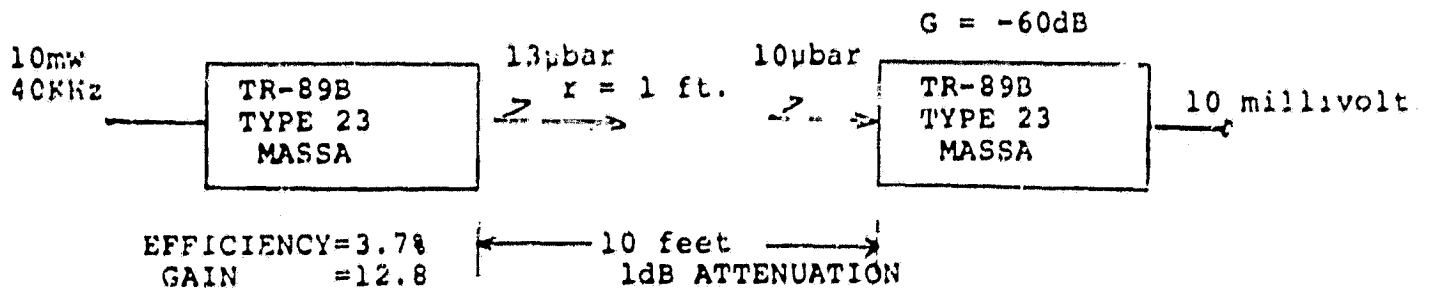 G = -60dB
10mw
40KHz
13µbar
r = 1 ft.
10µbar
TR-89B
TYPE 23
MASSA
TR-89B
TYPE 23
MASSA
10 millivolt
EFFICIENCY=3.7%
GAIN =12.8
10 feet
1dB ATTENUATION